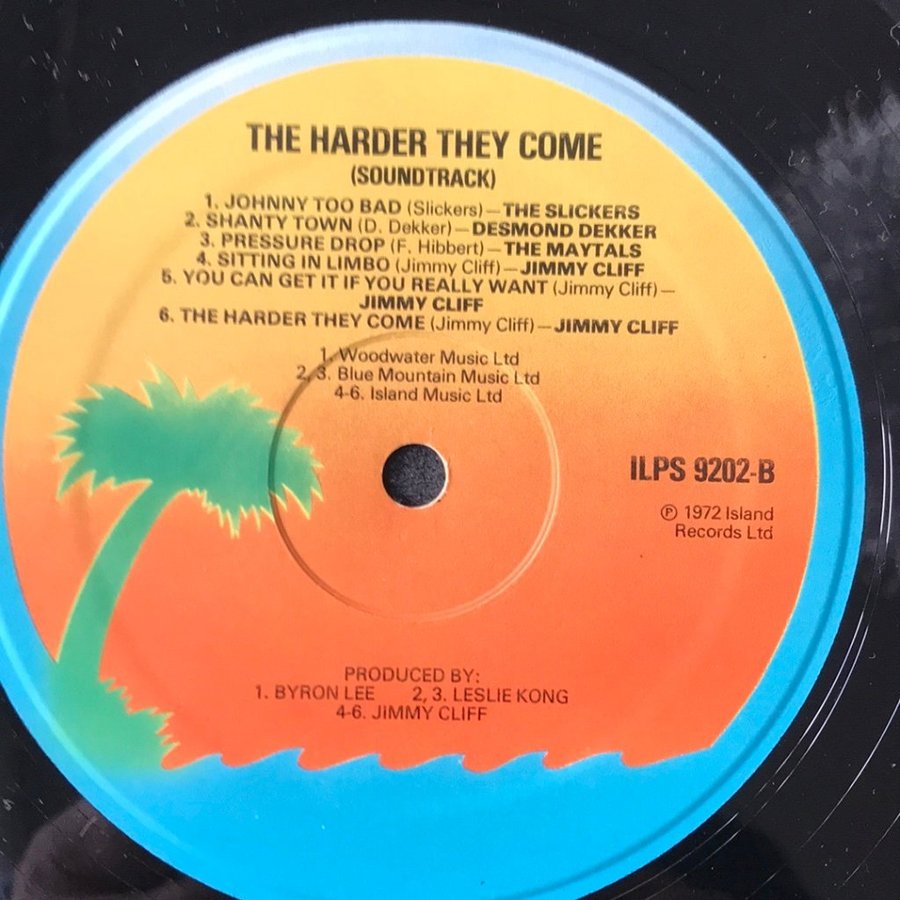 THE HARDER THEY COME
(SOUNDTRACK)
1. JOHNNY TOO BAD (Slickers)—THE SLICKERS
2. SHANTY TOWN (D. Dekker)—DESMOND DEKKER
3. PRESSURE DROP (F. Hibbert)—THE MAYTALS
4. SITTING IN LIMBO (Jimmy Cliff)—JIMMY CLIFF
5. YOU CAN GET IT IF YOU REALLY WANT (Jimmy Cliff)—
JIMMY CLIFF
6. THE HARDER THEY COME (Jimmy Cliff)—JIMMY CLIFF
1. Woodwater Music Ltd
2, 3. Blue Mountain Music Ltd
4-6. Island Music Ltd
ILPS 9202-B
℗ 1972 Island
Records Ltd
PRODUCED BY:
1. BYRON LEE 2, 3. LESLIE KONG
4-6. JIMMY CLIFF